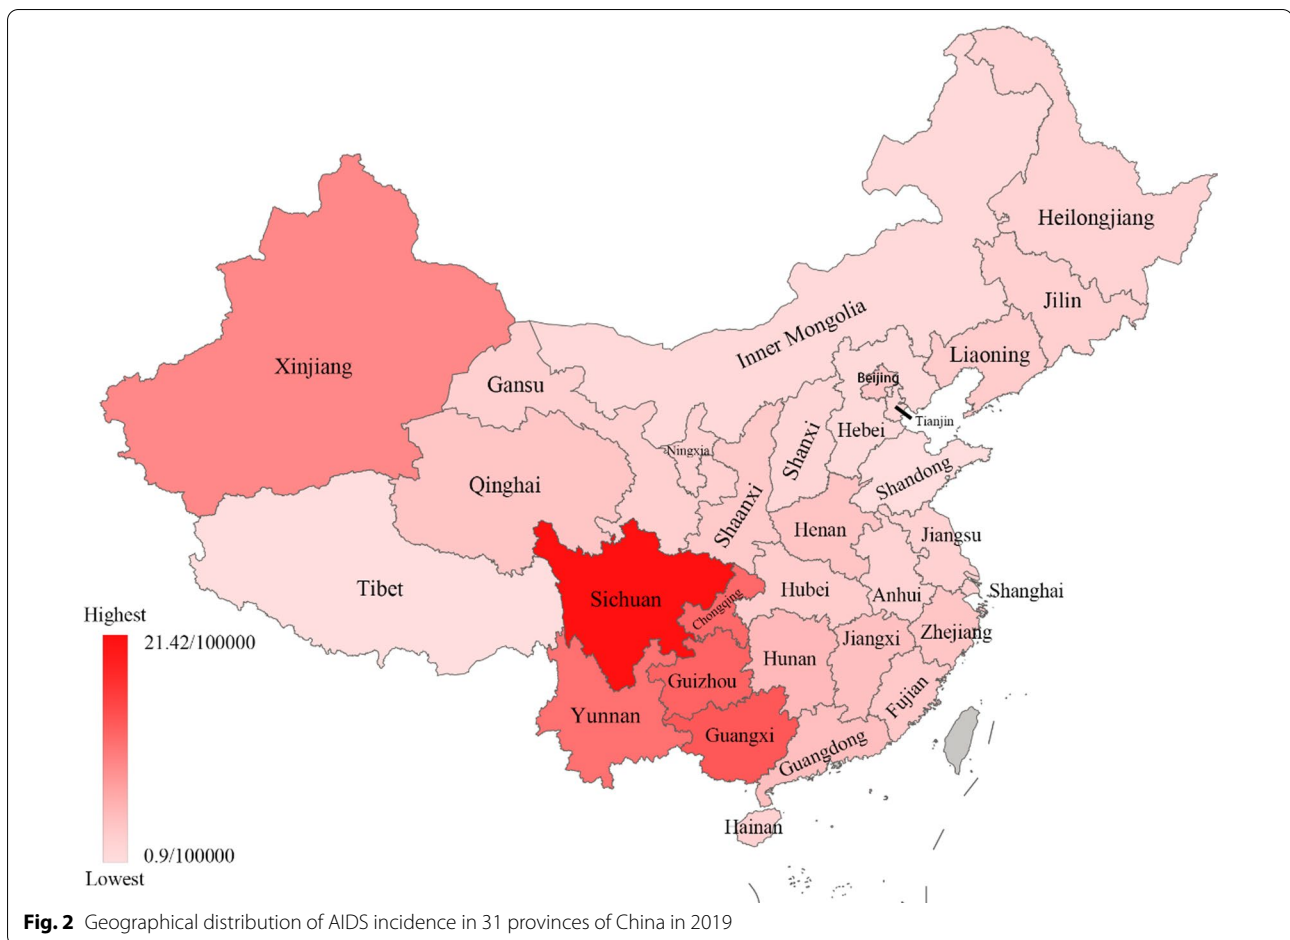 Heilongjiang
Jilin
Inner Mongolia
Liaoning
Xinjiang
Beijing
Gansu
Tianjin
Hebei
Shanxi
Ningxia
Shandong
Qinghai
Shaanxi
Henan
Jiangsu
Tibet
Sichuan
Hubei
Anhui
Shanghai
Chongqing
Highest
21.42/100000
Jiangxi
Zhejiang
Hunan
Guizhou
Fujian
Yunnan
Guangxi
Guangdong
Hainan
0.9/100000
Lowest
Fig. 2 Geographical distribution of AIDS incidence in 31 provinces of China in 2019